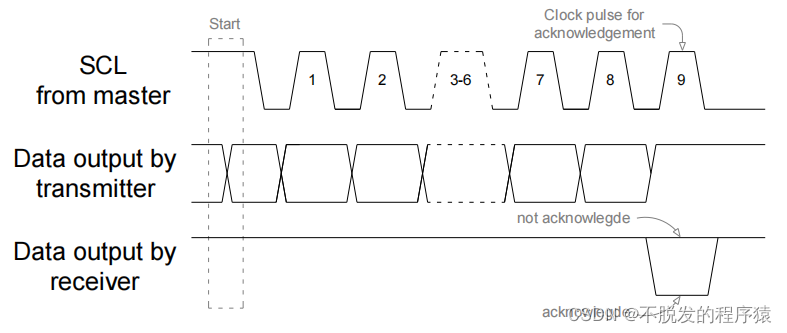 Start
Clock pulse for
acknowledgement
SCL
from master
1
2
3-6
7
8
9
Data output by
transmitter
not acknowlegde
Data output by
receiver
acknowlegde
CSDN @不脱发的程序猿